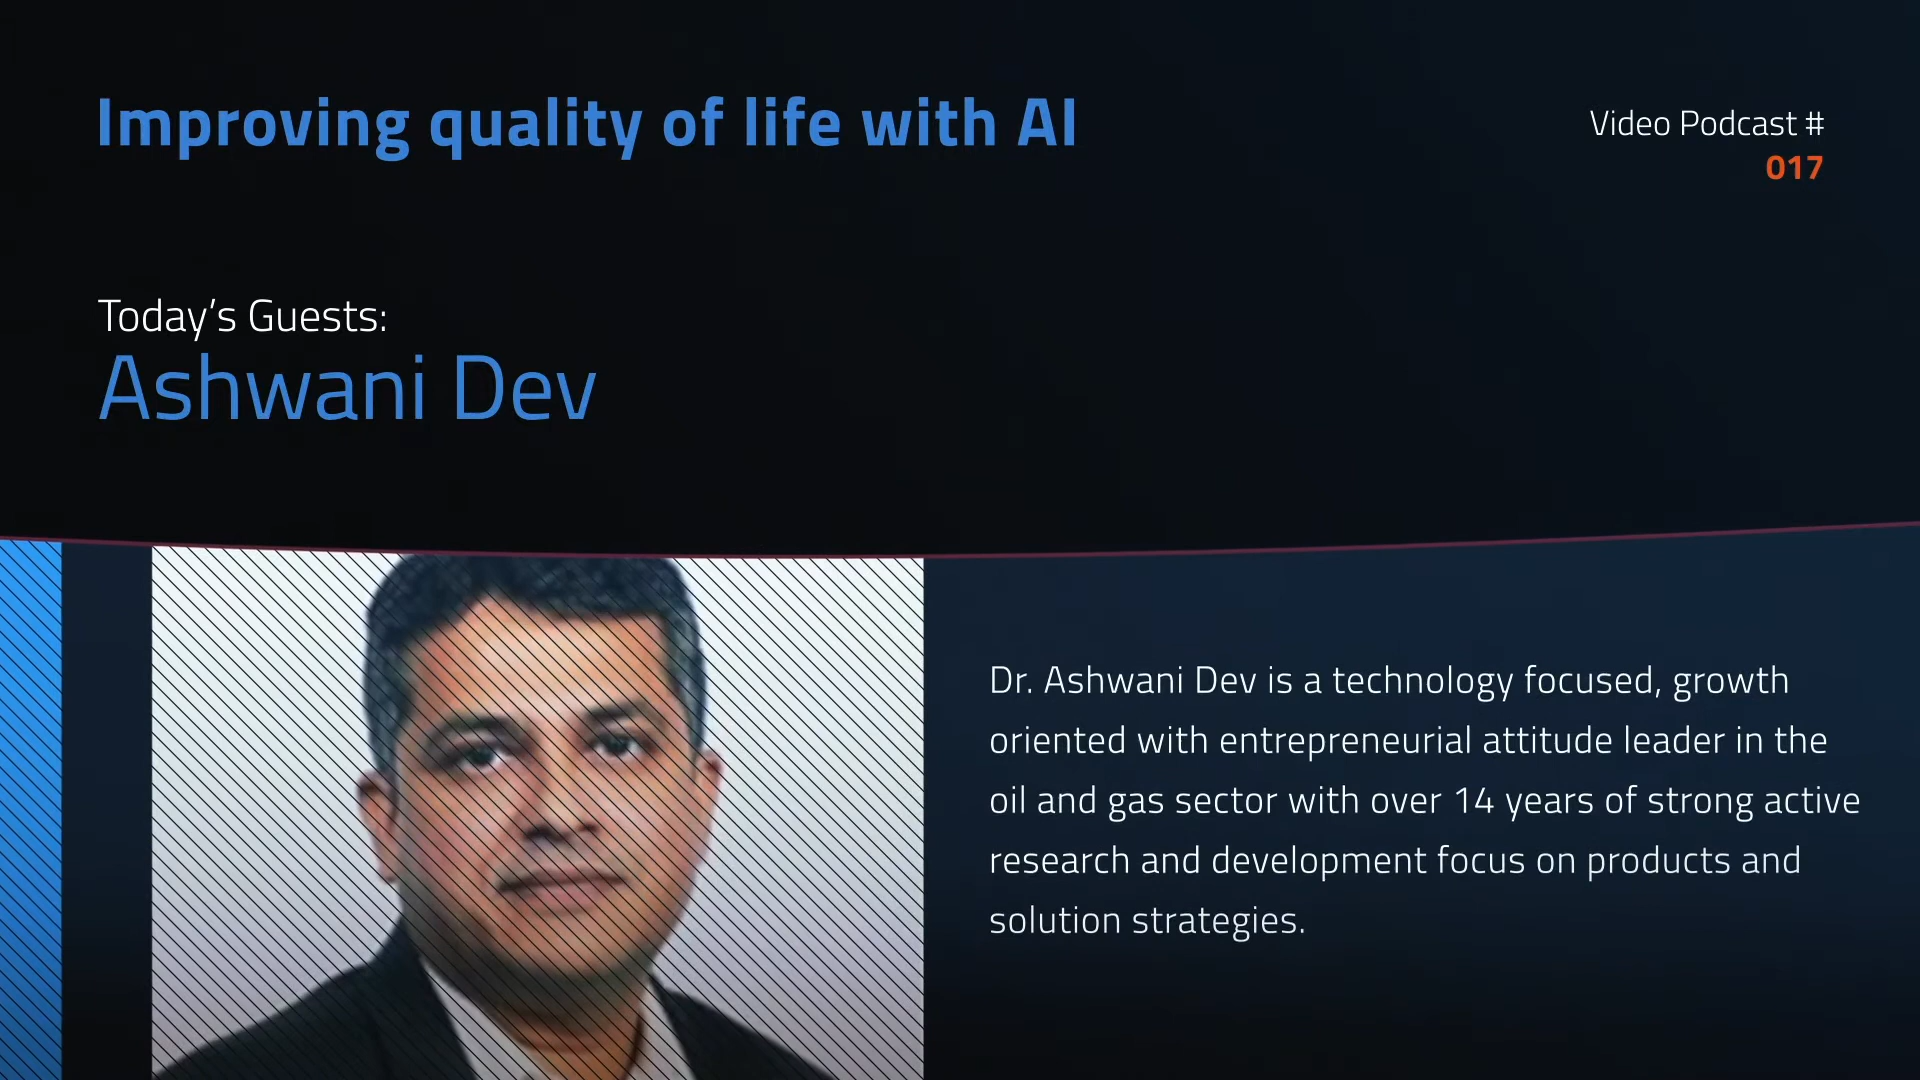 Improving quality of life with AI
Video Podcast #
017
Today's Guests:
Ashwani Dev
Dr. Ashwani Dev is a technology focused, growth
oriented with entrepreneurial attitude leader in the
oil and gas sector with over 14 years of strong active
research and development focus on products and
solution strategies.